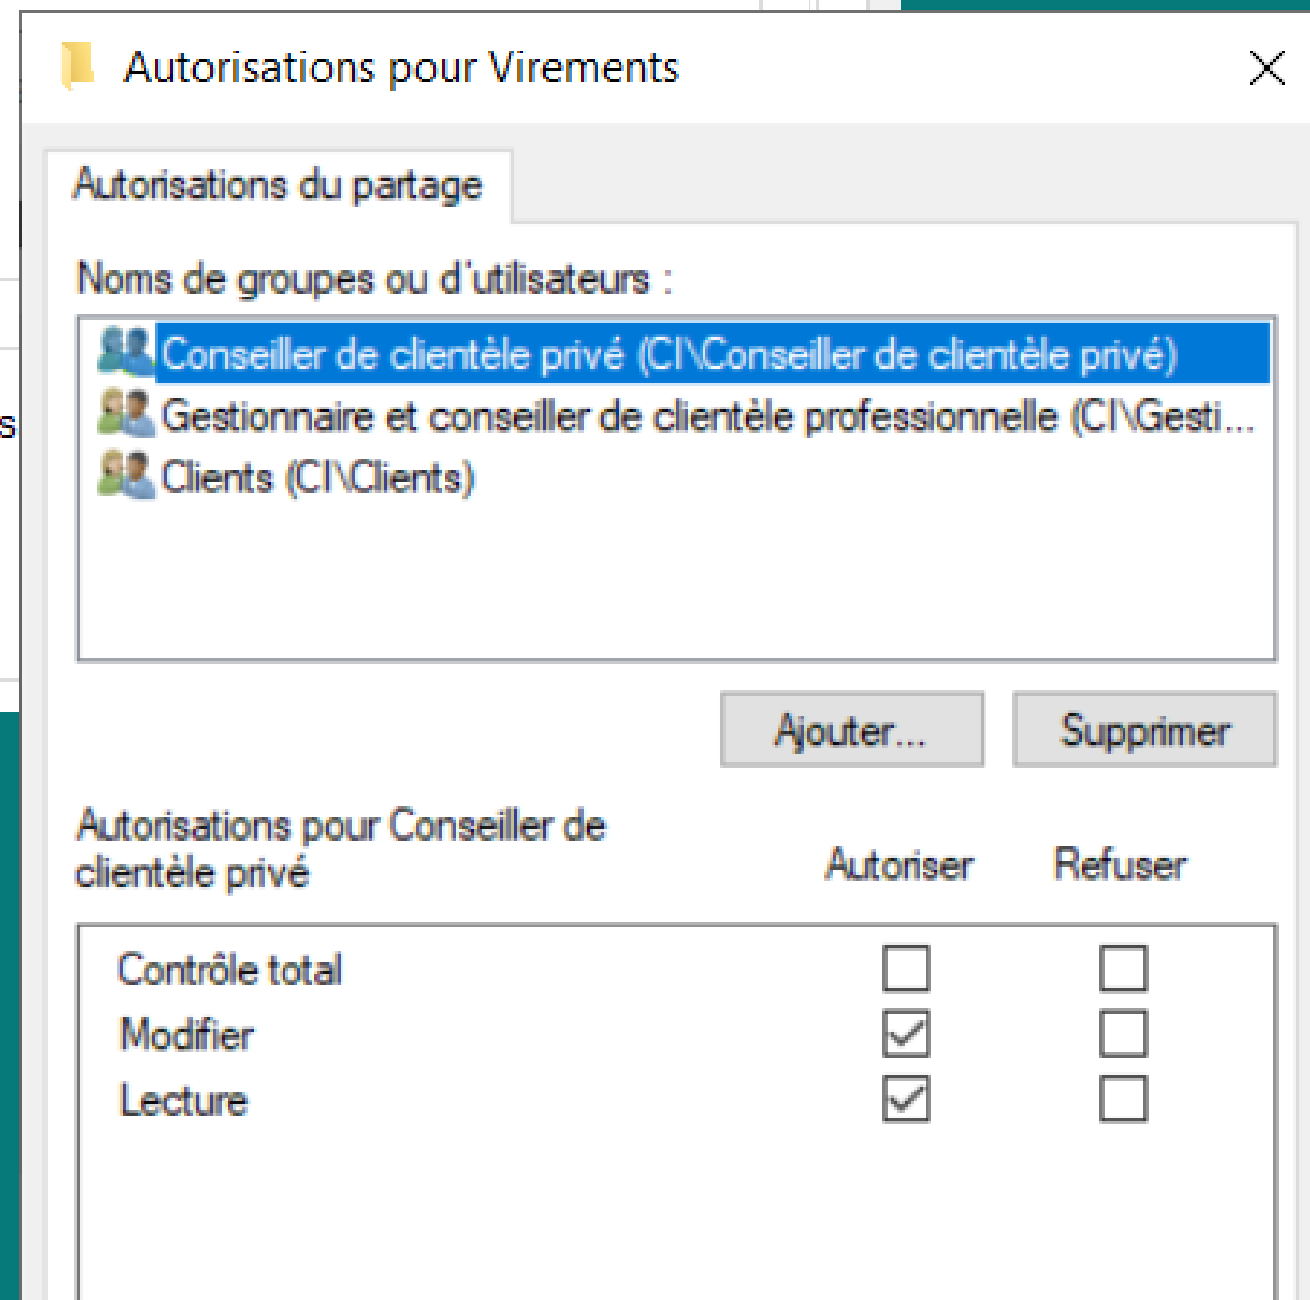 Autorisations pour Virements
Autorisations du partage
Noms de groupes ou d'utilisateurs :
Conseiller de clientèle privé (CI\Conseiller de clientèle privé)
s
Gestionnaire et conseiller de clientèle professionnelle (CI\Gesti...
Clients (CI\Clients)
Ajouter...
Supprimer
Autorisations pour Conseiller de
clientèle privé
Autoriser
Refuser
Contrôle total
Modifier
Lecture